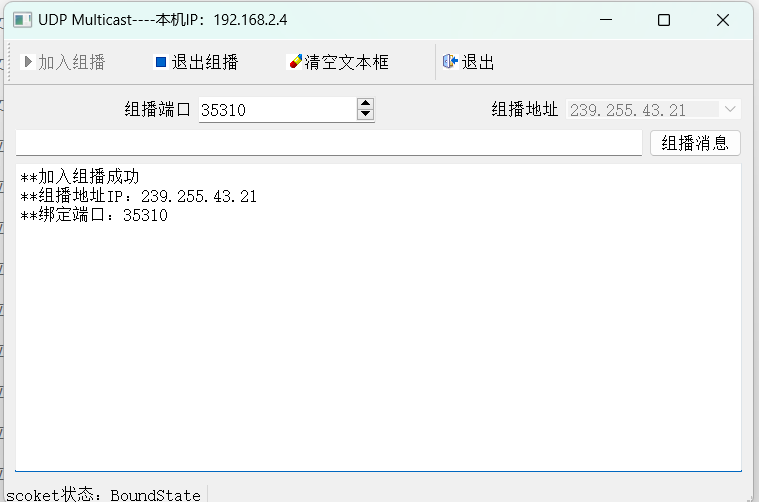 UDP Multicast----本机IP：192.168.2.4
加入组播 退出组播 清空文本框 退出
组播端口 35310 组播地址 239.255.43.21
组播消息
**加入组播成功
**组播地址IP：239.255.43.21
**绑定端口：35310
scoket状态：BoundState